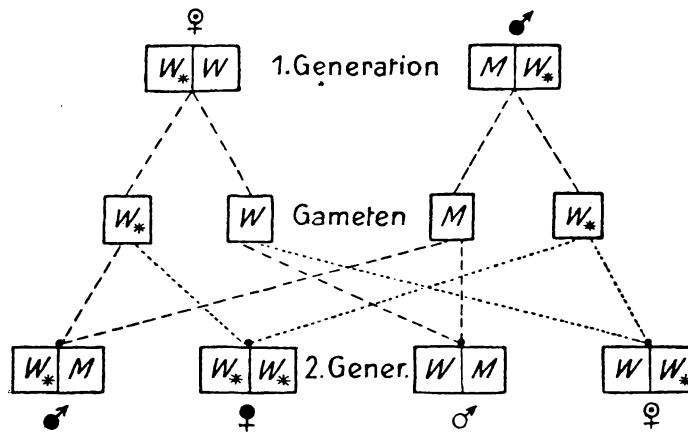 W* W 1.Generation M W*
W* W Gameten M W*
W* M W* W* 2.Gener. W M W W*